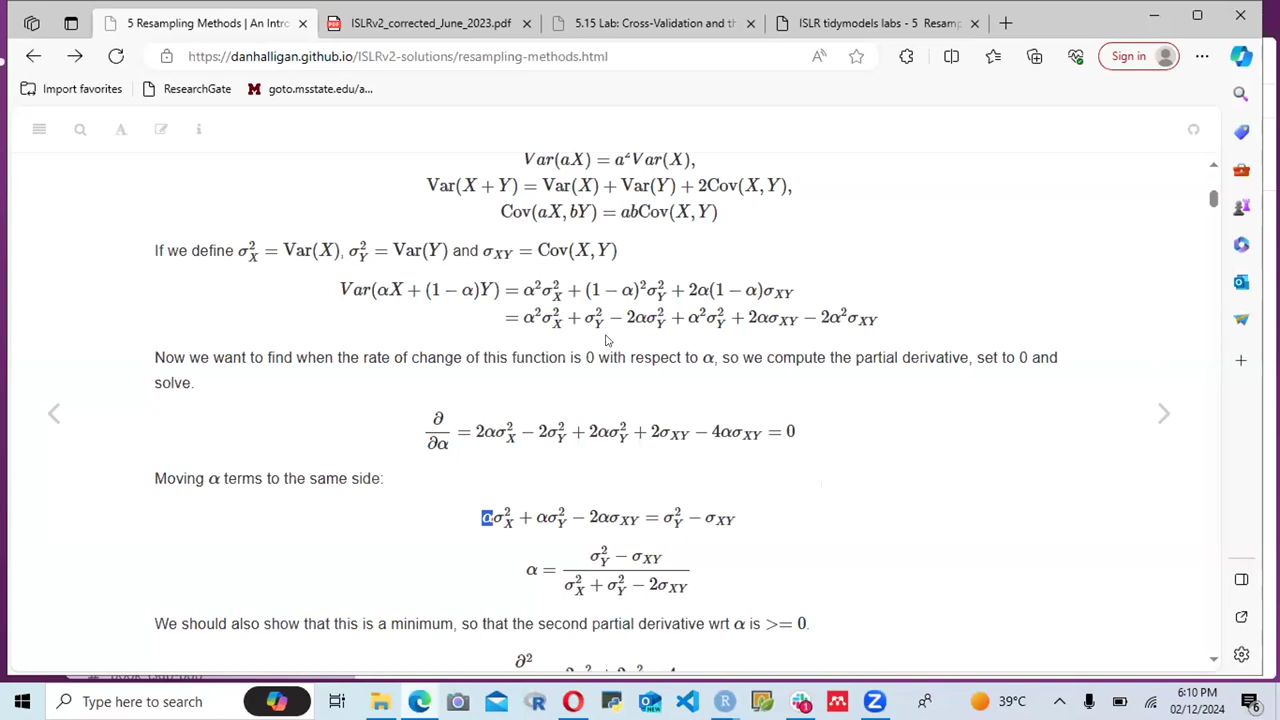 5 Resampling Methods | An Intro
ISLRv2_corrected_June_2023.pdf
5.15 Lab: Cross-Validation and th
ISLR tidymodels labs - 5 Resamp
https://danhalligan.github.io/ISLRv2-solutions/resampling-methods.html
Sign in
Import favorites
ResearchGate
goto.msstate.edu/a...
Var(aX) = a²Var(X),
Var(X + Y) = Var(X) + Var(Y) + 2Cov(X, Y),
Cov(aX, bY) = abCov(X, Y)
If we define σ²_X = Var(X), σ²_Y = Var(Y) and σ_XY = Cov(X, Y)
Var(αX + (1 − α)Y) = α²σ²_X + (1 − α)²σ²_Y + 2α(1 − α)σ_XY
= α²σ²_X + σ²_Y − 2ασ²_Y + α²σ²_Y + 2ασ_XY − 2α²σ_XY
Now we want to find when the rate of change of this function is 0 with respect to α, so we compute the partial derivative, set to 0 and
solve.
∂/∂α = 2ασ²_X − 2σ²_Y + 2ασ²_Y + 2σ_XY − 4ασ_XY = 0
Moving α terms to the same side:
ασ²_X + ασ²_Y − 2ασ_XY = σ²_Y − σ_XY
α = (σ²_Y − σ_XY) / (σ²_X + σ²_Y − 2σ_XY)
We should also show that this is a minimum, so that the second partial derivative wrt α is >= 0.
∂²
Type here to search
39°C
6:10 PM
02/12/2024
6
1